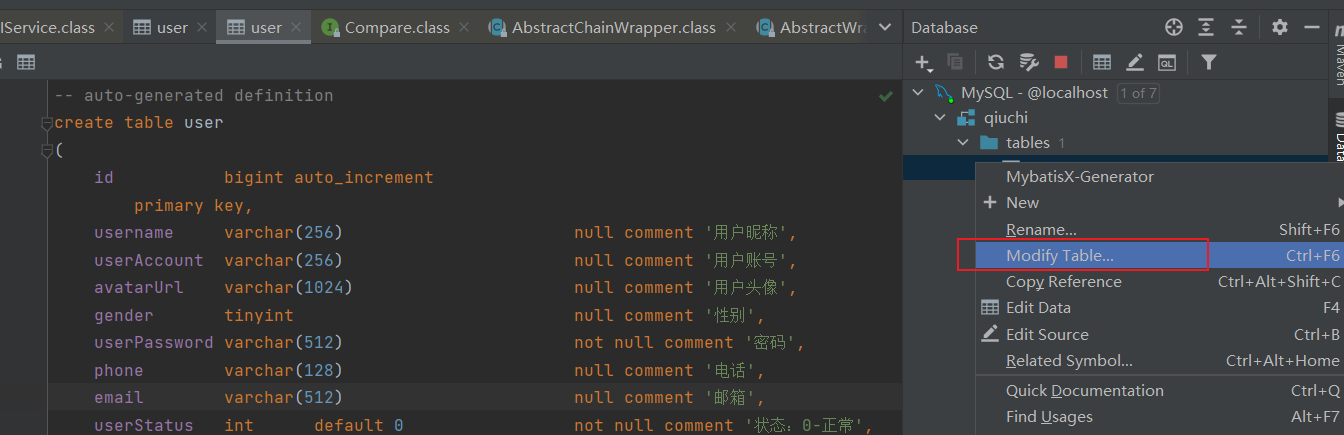 IService.class
user
user
Compare.class
AbstractChainWrapper.class
AbstractWra
Database
-- auto-generated definition
create table user
(
id bigint auto_increment
primary key,
username varchar(256) null comment '用户昵称',
userAccount varchar(256) null comment '用户账号',
avatarUrl varchar(1024) null comment '用户头像',
gender tinyint null comment '性别',
userPassword varchar(512) not null comment '密码',
phone varchar(128) null comment '电话',
email varchar(512) null comment '邮箱',
userStatus int default 0 not null comment '状态：0-正常',
QL
MySQL - @localhost 1 of 7
qiuchi
tables 1
MybatisX-Generator
New
Rename... Shift+F6
Modify Table... Ctrl+F6
Copy Reference Ctrl+Alt+Shift+C
Edit Data F4
Edit Source Ctrl+B
Related Symbol... Ctrl+Alt+Home
Quick Documentation Ctrl+Q
Find Usages Alt+F7
Maven
Data